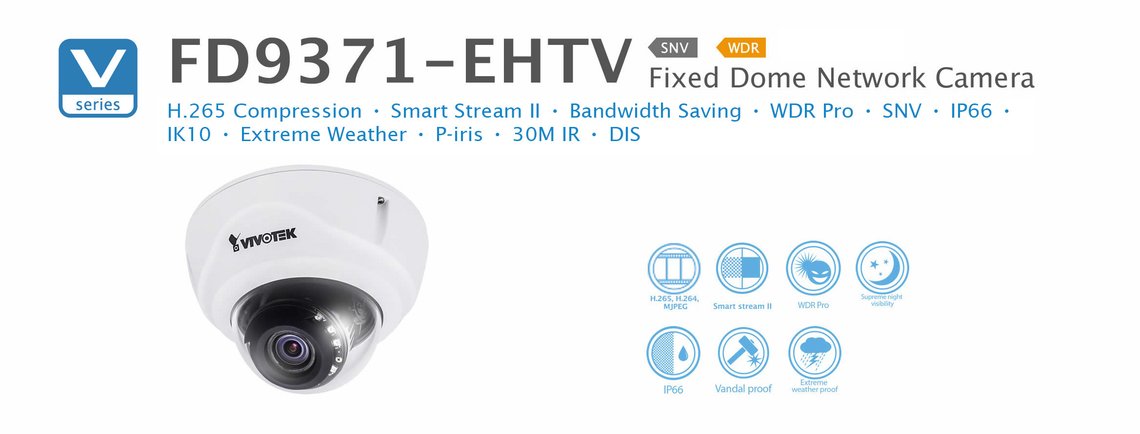 V
series
FD9371-EHTV
SNV
WDR
Fixed Dome Network Camera
H.265 Compression · Smart Stream II · Bandwidth Saving · WDR Pro · SNV · IP66 ·
IK10 · Extreme Weather · P-iris · 30M IR · DIS
VIVOTEK
H.265, H.264,
MJPEG
Smart stream II
WDR Pro
Supreme night
visibility
IP66
Vandal proof
Extreme
weather proof